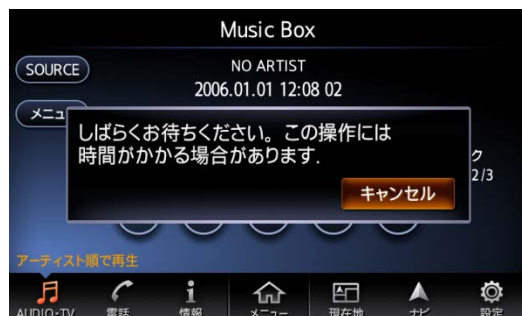 Music Box
SOURCE
NO ARTIST
2006.01.01 12:08 02
メニュ
しばらくお待ちください。この操作には
時間がかかる場合があります.
ク
2/3
キャンセル
アーティスト順で再生
AUDIO・TV 電話 情報 メニュー 現在地 ナビ 設定